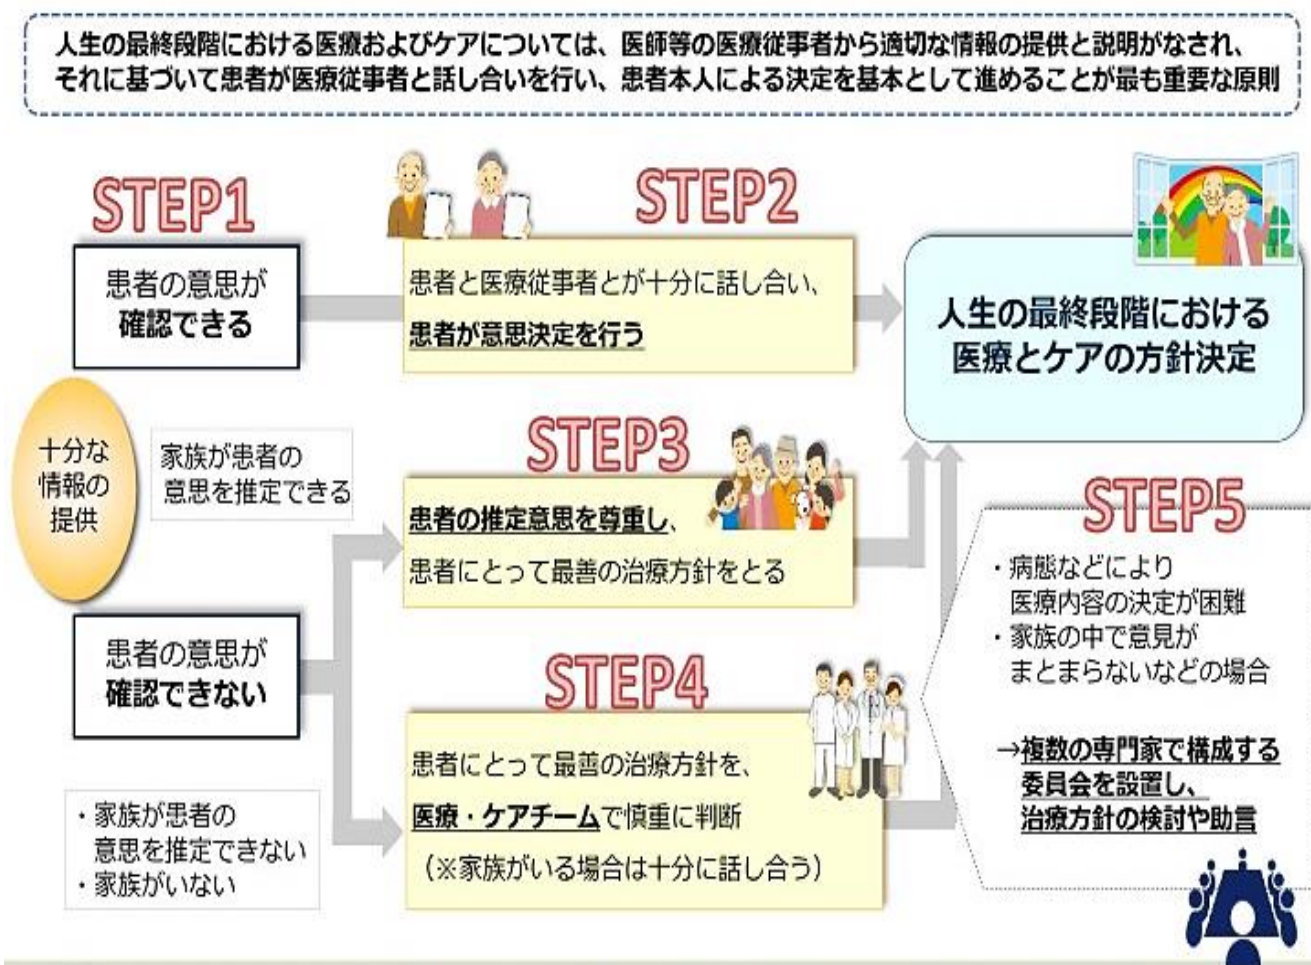 人生の最終段階における医療およびケアについては、医師等の医療従事者から適切な情報の提供と説明がなされ、
それに基づいて患者が医療従事者と話し合いを行い、患者本人による決定を基本として進めることが最も重要な原則
STEP1
患者の意思が
確認できる
STEP2
患者と医療従事者とが十分に話し合い、
患者が意思決定を行う
人生の最終段階における
医療とケアの方針決定
十分な
情報の
提供
家族が患者の
意思を推定できる
STEP3
患者の推定意思を尊重し、
患者にとって最善の治療方針をとる
患者の意思が
確認できない
・家族が患者の
意思を推定できない
・家族がいない
STEP4
患者にとって最善の治療方針を、
医療・ケアチームで慎重に判断
（※家族がいる場合は十分に話し合う）
STEP5
・病態などにより
医療内容の決定が困難
・家族の中で意見が
まとまらないなどの場合
→複数の専門家で構成する
委員会を設置し、
治療方針の検討や助言